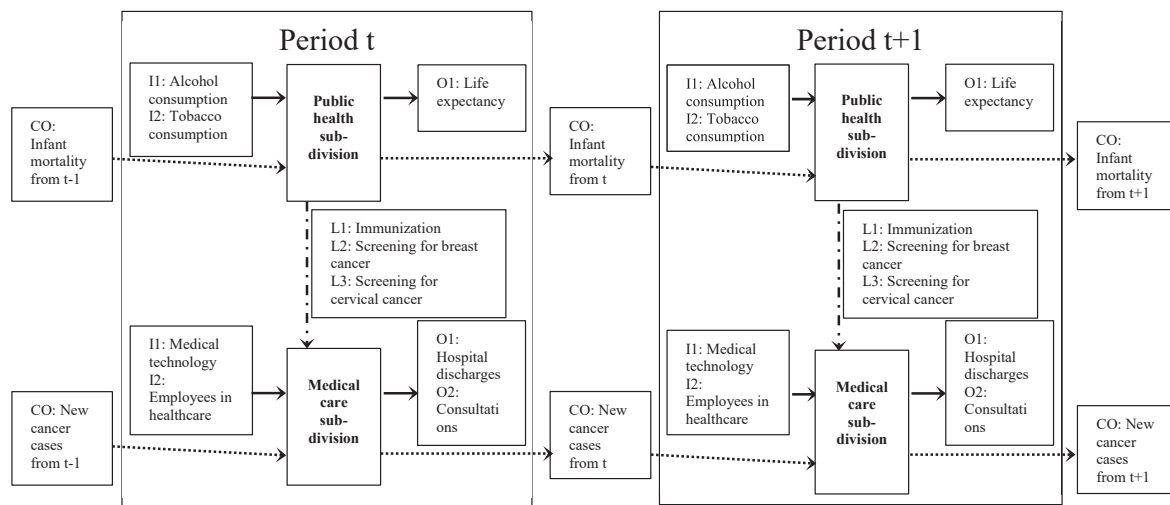 Period t
Period t+1
I1: Alcohol
consumption
I2: Tobacco
consumption
Public
health sub-
division
O1: Life
expectancy
CO:
Infant
mortality
from t-1
CO:
Infant
mortality
from t
I1: Alcohol
consumption
I2: Tobacco
consumption
Public
health sub-
division
O1: Life
expectancy
CO:
Infant
mortality
from t+1
L1: Immunization
L2: Screening for breast
cancer
L3: Screening for
cervical cancer
L1: Immunization
L2: Screening for breast
cancer
L3: Screening for
cervical cancer
CO: New
cancer
cases
from t-1
I1: Medical
technology
I2:
Employees in
healthcare
Medical
care sub-
division
O1:
Hospital
discharges
O2:
Consultati
ons
CO: New
cancer
cases
from t
I1: Medical
technology
I2:
Employees in
healthcare
Medical
care sub-
division
O1:
Hospital
discharges
O2:
Consultati
ons
CO: New
cancer
cases
from t+1